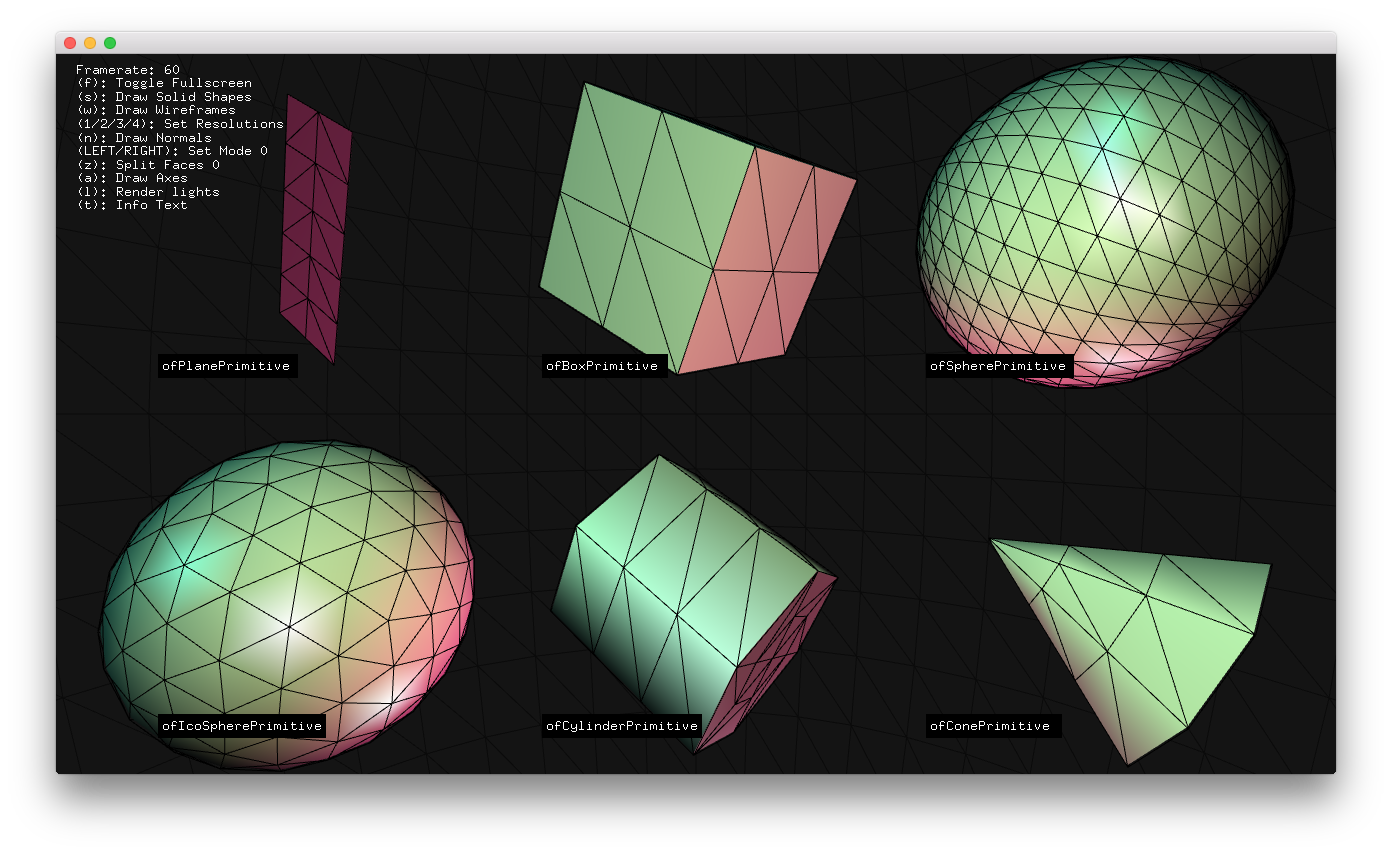 Framerate: 60
(f): Toggle Fullscreen
(s): Draw Solid Shapes
(w): Draw Wireframes
(1/2/3/4): Set Resolutions
(n): Draw Normals
(LEFT/RIGHT): Set Mode 0
(z): Split Faces 0
(a): Draw Axes
(l): Render lights
(t): Info Text
ofPlanePrimitive
ofBoxPrimitive
ofSpherePrimitive
ofIcoSpherePrimitive
ofCylinderPrimitive
ofConePrimitive